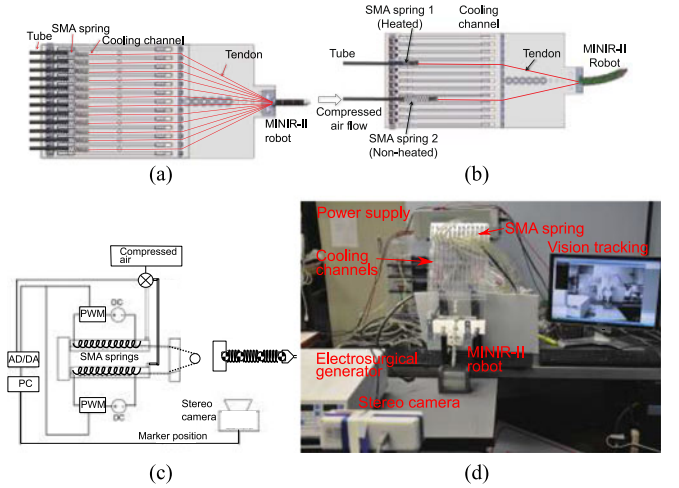 SMA spring
Tube
Cooling channel
Tendon
MINIR-II
robot
(a)
SMA spring 1
(Heated)
Cooling
channel
Tube
Tendon
MINIR-II
Robot
Compressed
air flow
SMA spring 2
(Non-heated)
(b)
Compressed
air
PWM
DC
AD/DA
SMA springs
PC
PWM
DC
Stereo
camera
Marker position
(c)
Power supply
SMA spring
Cooling
channels
Vision tracking
Electrosurgical
generator
MINIR-II
robot
Stereo camera
(d)